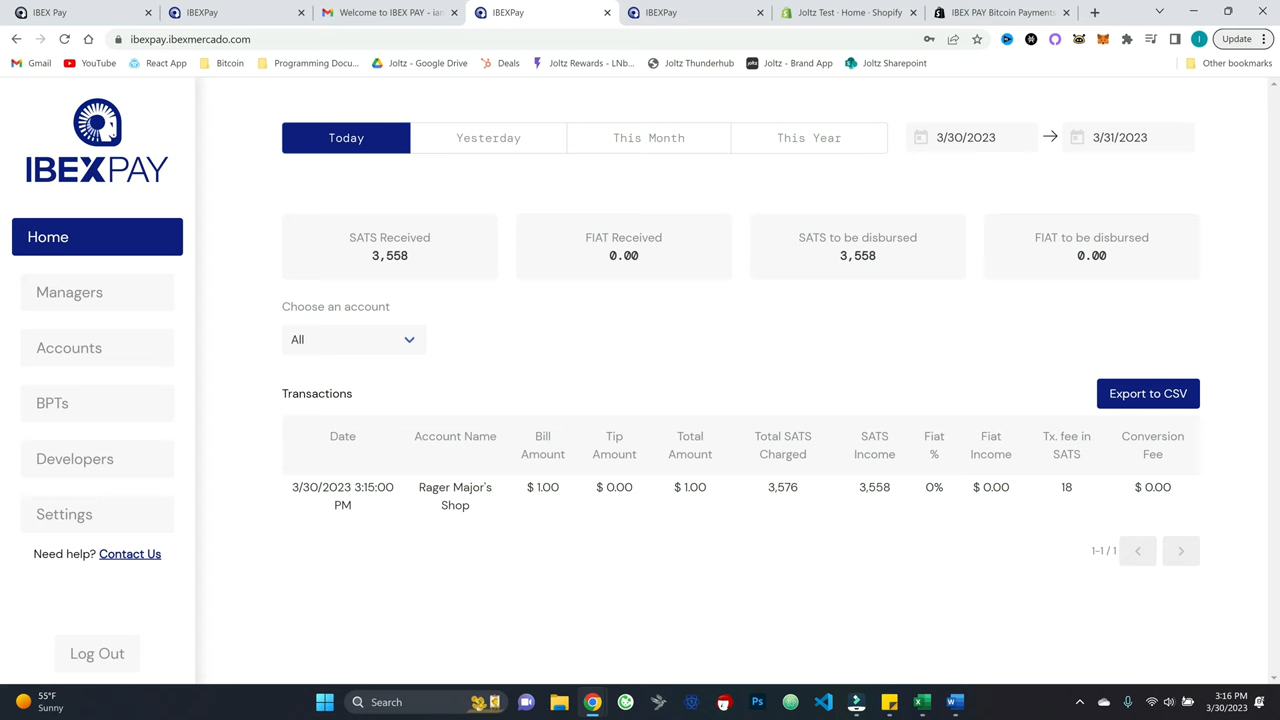 IBEX Pay
IBEXPay
Welcome to IBEX PAY - ian
IBEXPay
IBEXPay
Joltz Test · Home · Shopify
IBEX PAY Bitcoin Payments
ibexpay.ibexmercado.com
Update
Gmail
YouTube
React App
Bitcoin
Programming Docu...
Joltz - Google Drive
Deals
Joltz Rewards - LNb...
Joltz Thunderhub
Joltz - Brand App
Joltz Sharepoint
Other bookmarks
IBEXPAY
Home
Managers
Accounts
BPTs
Developers
Settings
Need help? Contact Us
Log Out
Today
Yesterday
This Month
This Year
3/30/2023
3/31/2023
SATS Received
3,558
FIAT Received
0.00
SATS to be disbursed
3,558
FIAT to be disbursed
0.00
Choose an account
All
Transactions
Export to CSV
Date
Account Name
Bill
Amount
Tip
Amount
Total
Amount
Total SATS
Charged
SATS
Income
Fiat
%
Fiat
Income
Tx. fee in
SATS
Conversion
Fee
3/30/2023 3:15:00
PM
Rager Major's
Shop
$ 1.00
$ 0.00
$ 1.00
3,576
3,558
0%
$ 0.00
18
$ 0.00
1-1 / 1
55°F
Sunny
Search
3:16 PM
3/30/2023